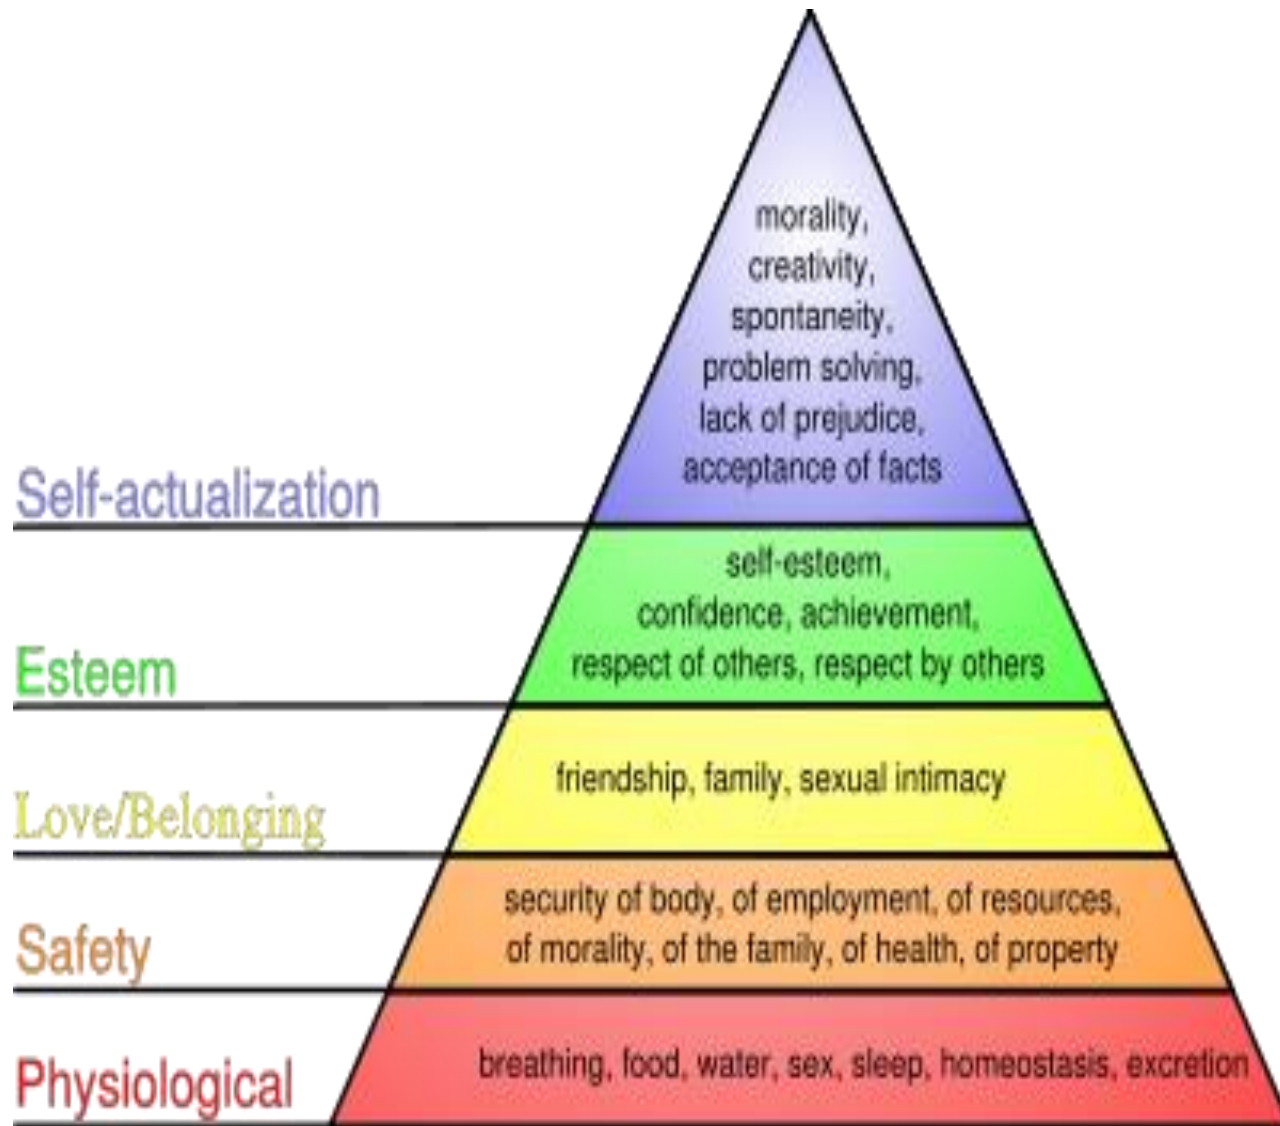 morality,
creativity,
spontaneity,
problem solving,
lack of prejudice,
acceptance of facts
Self-actualization
self-esteem,
confidence, achievement,
respect of others, respect by others
Esteem
friendship, family, sexual intimacy
Love/Belonging
security of body, of employment, of resources,
of morality, of the family, of health, of property
Safety
breathing, food, water, sex, sleep, homeostasis, excretion
Physiological